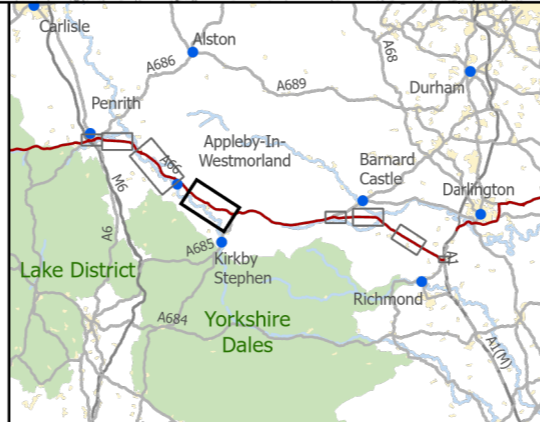 Carlisle
Alston
A686
A68
A689
Durham
Penrith
Appleby-In-
Westmorland
A66
Barnard
Castle
Darlington
M6
A6
A685
Kirkby
Stephen
A1
Lake District
Richmond
A684
Yorkshire
Dales
A1(M)